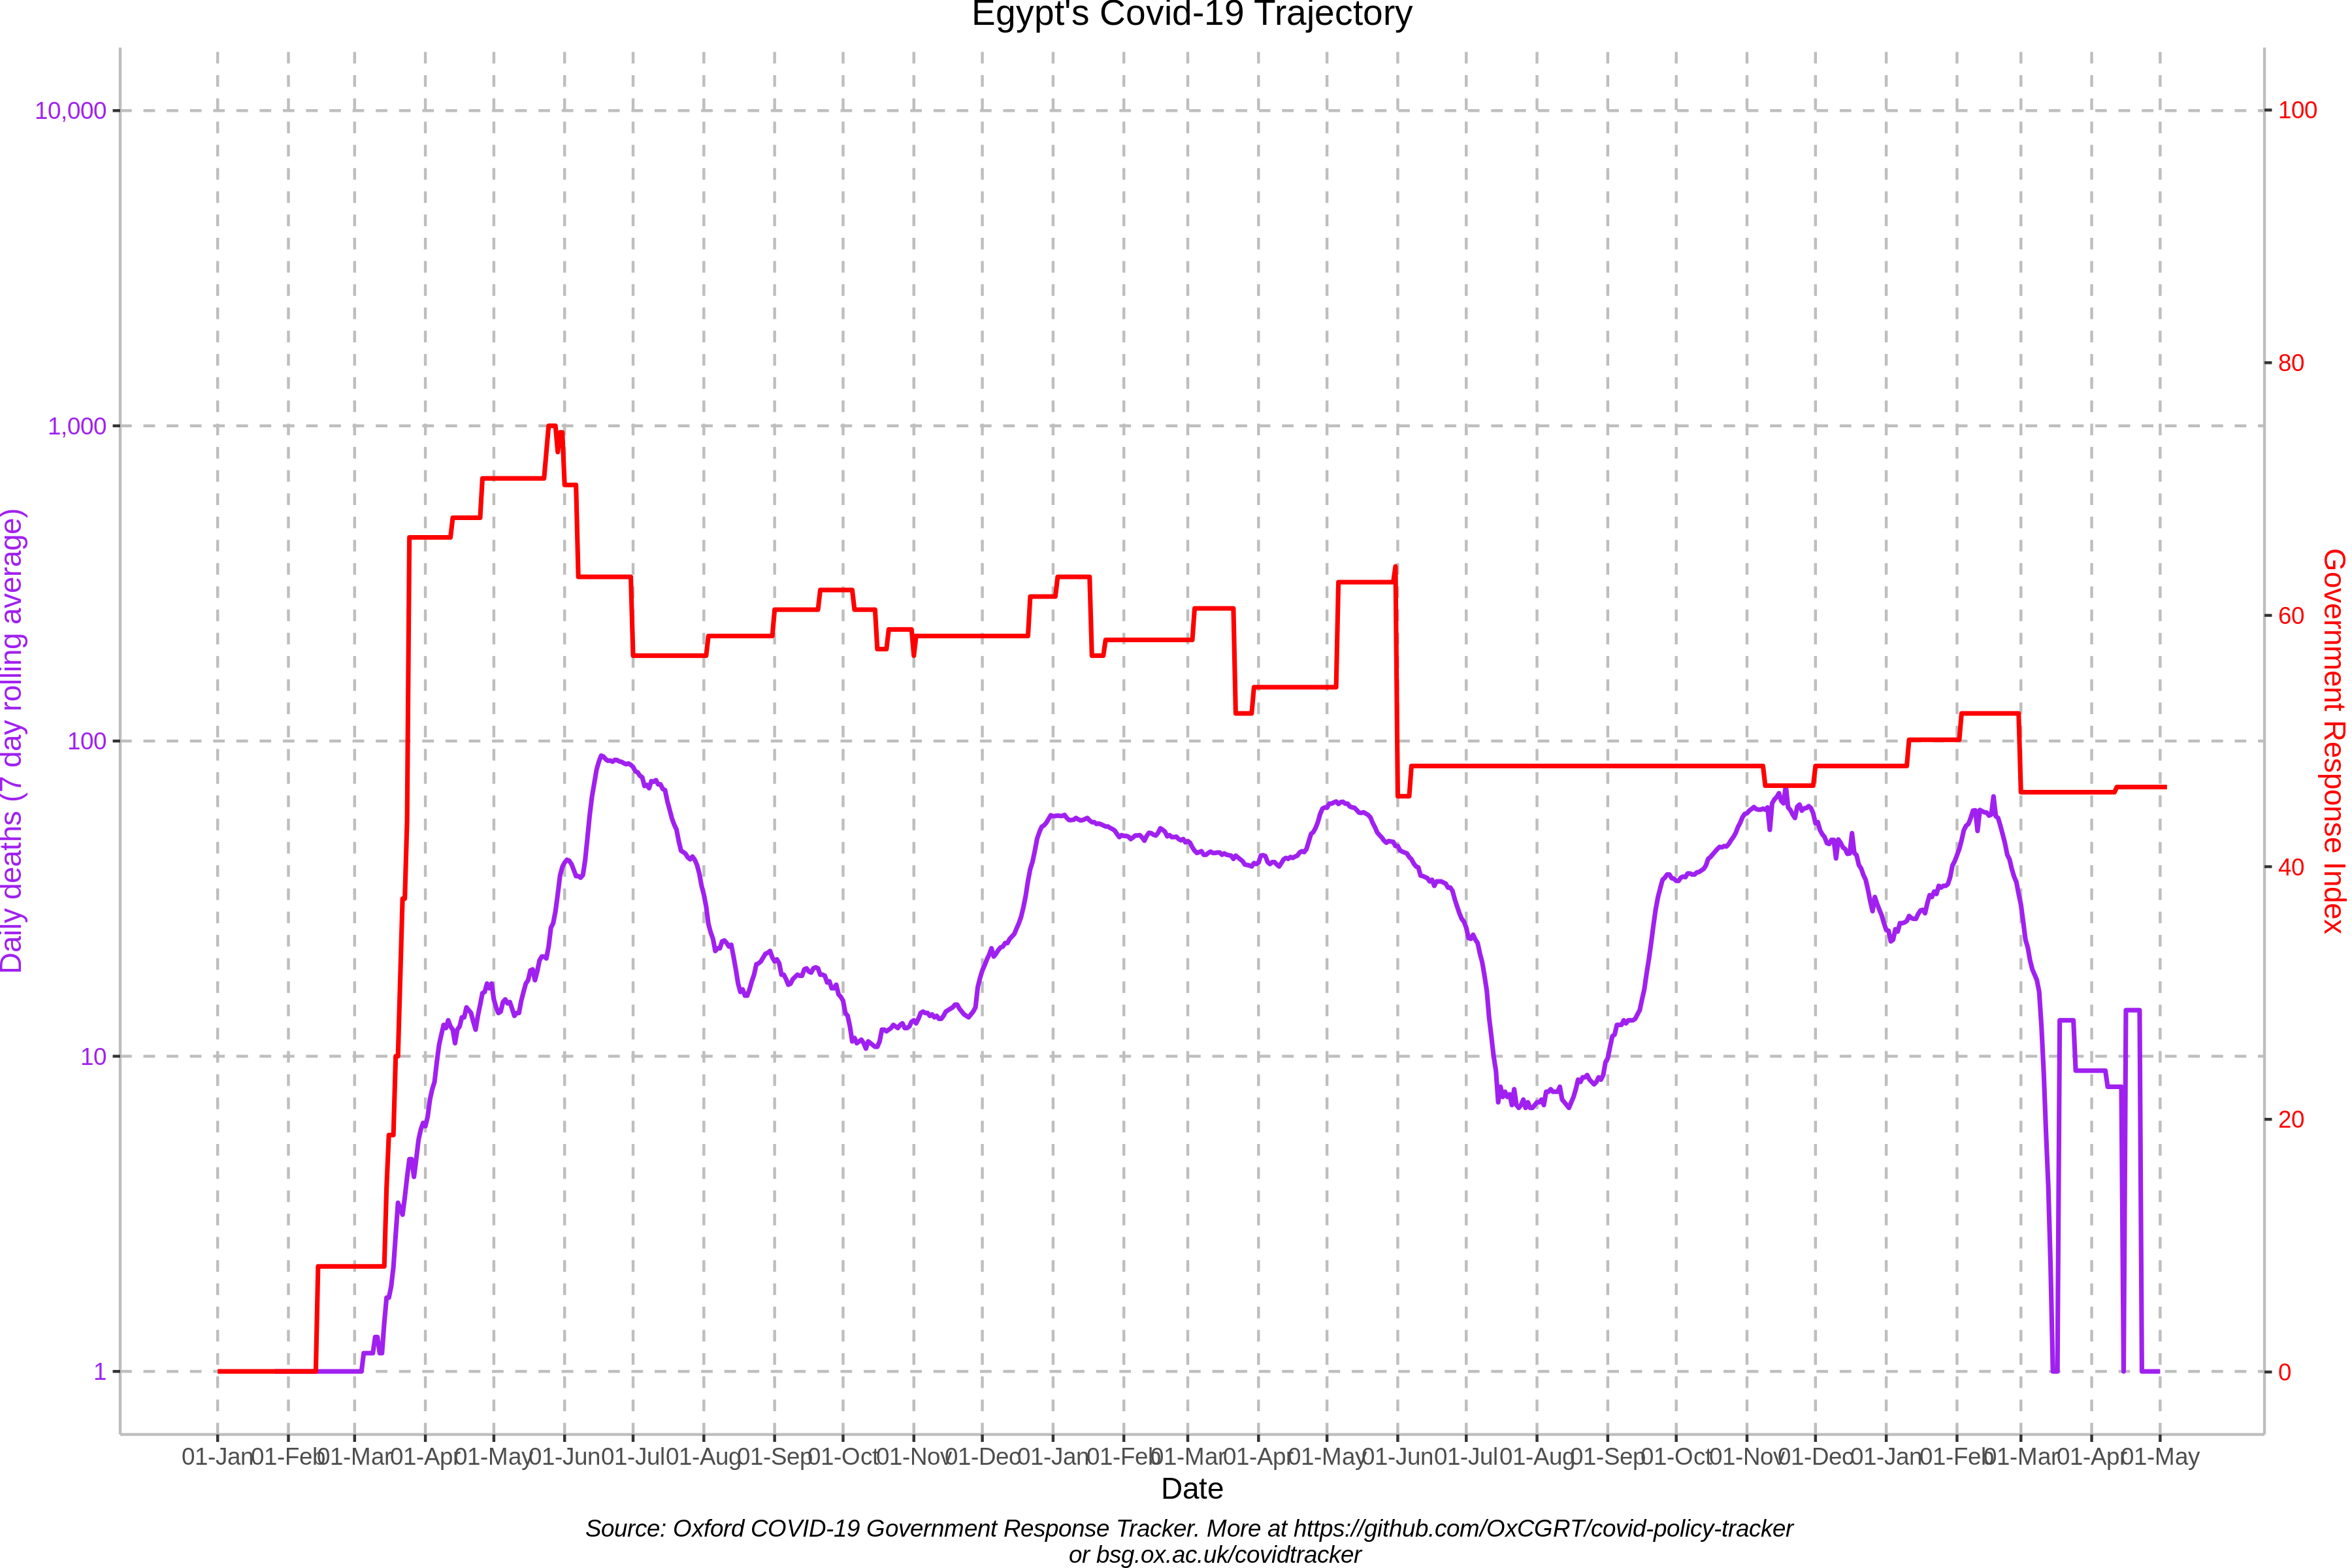 Egypt's Covid-19 Trajectory
10,000
1,000
100
10
1
Daily deaths (7 day rolling average)
100
80
60
40
20
0
Government Response Index
01-Jan 01-Feb 01-Mar 01-Apr 01-May 01-Jun 01-Jul 01-Aug 01-Sep 01-Oct 01-Nov 01-Dec 01-Jan 01-Feb 01-Mar 01-Apr 01-May 01-Jun 01-Jul 01-Aug 01-Sep 01-Oct 01-Nov 01-Dec 01-Jan 01-Feb 01-Mar 01-Apr 01-May
Date
Source: Oxford COVID-19 Government Response Tracker. More at https://github.com/OxCGRT/covid-policy-tracker
or bsg.ox.ac.uk/covidtracker